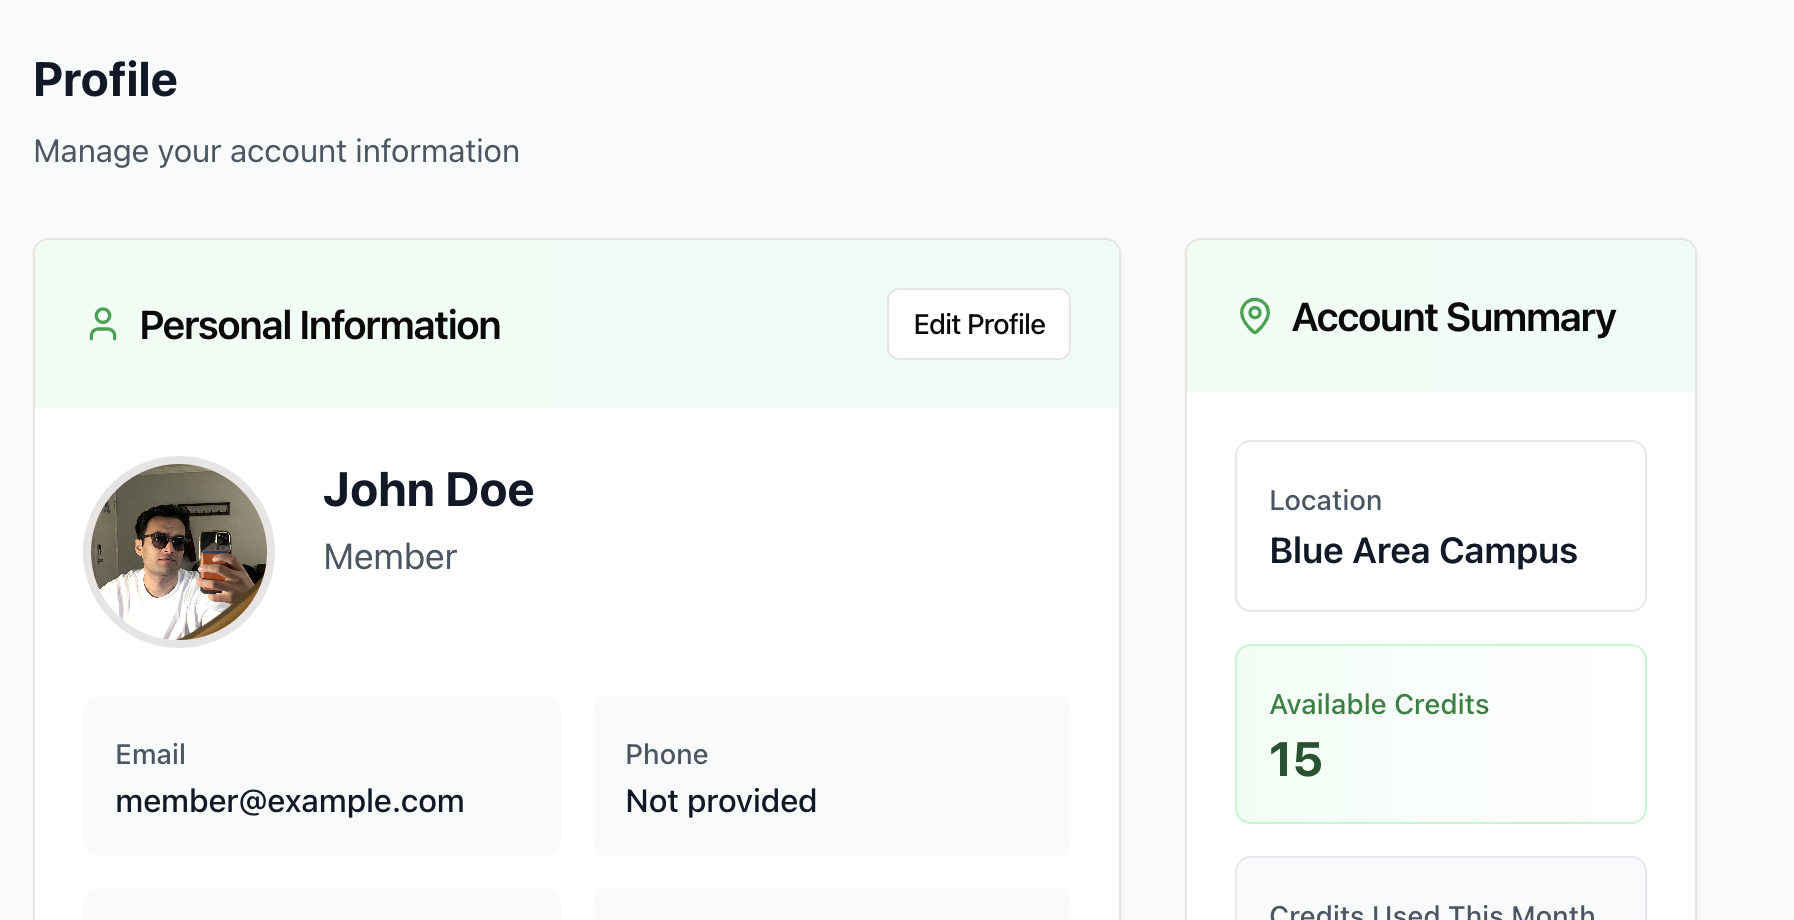 Profile
Manage your account information
Personal Information
Edit Profile
John Doe
Member
Email
member@example.com
Phone
Not provided
Account Summary
Location
Blue Area Campus
Available Credits
15
Credits Used This Month